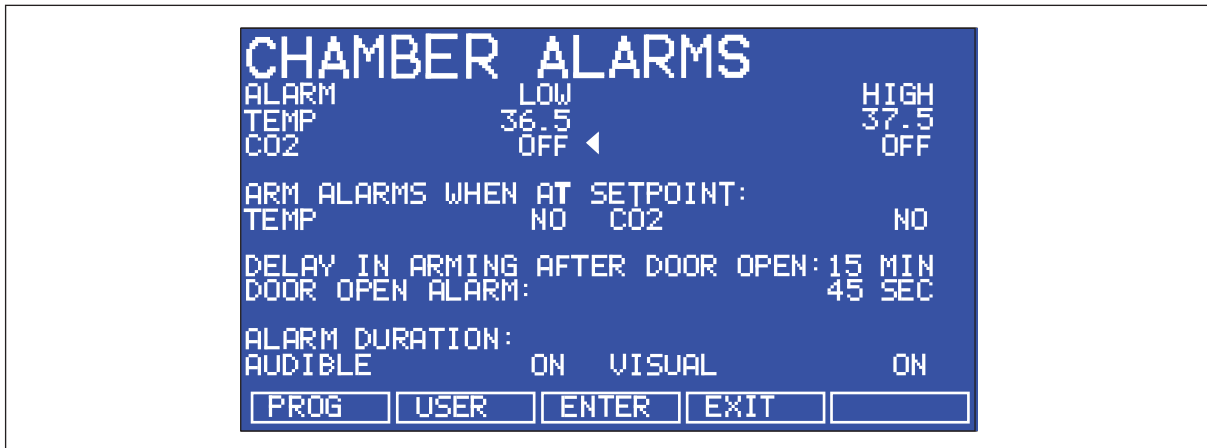 CHAMBER ALARMS
ALARM LOW HIGH
TEMP 36.5 37.5
CO2 OFF OFF
ARM ALARMS WHEN AT SETPOINT:
TEMP NO CO2 NO
DELAY IN ARMING AFTER DOOR OPEN:15 MIN
DOOR OPEN ALARM: 45 SEC
ALARM DURATION:
AUDIBLE ON VISUAL ON
PROG USER ENTER EXIT